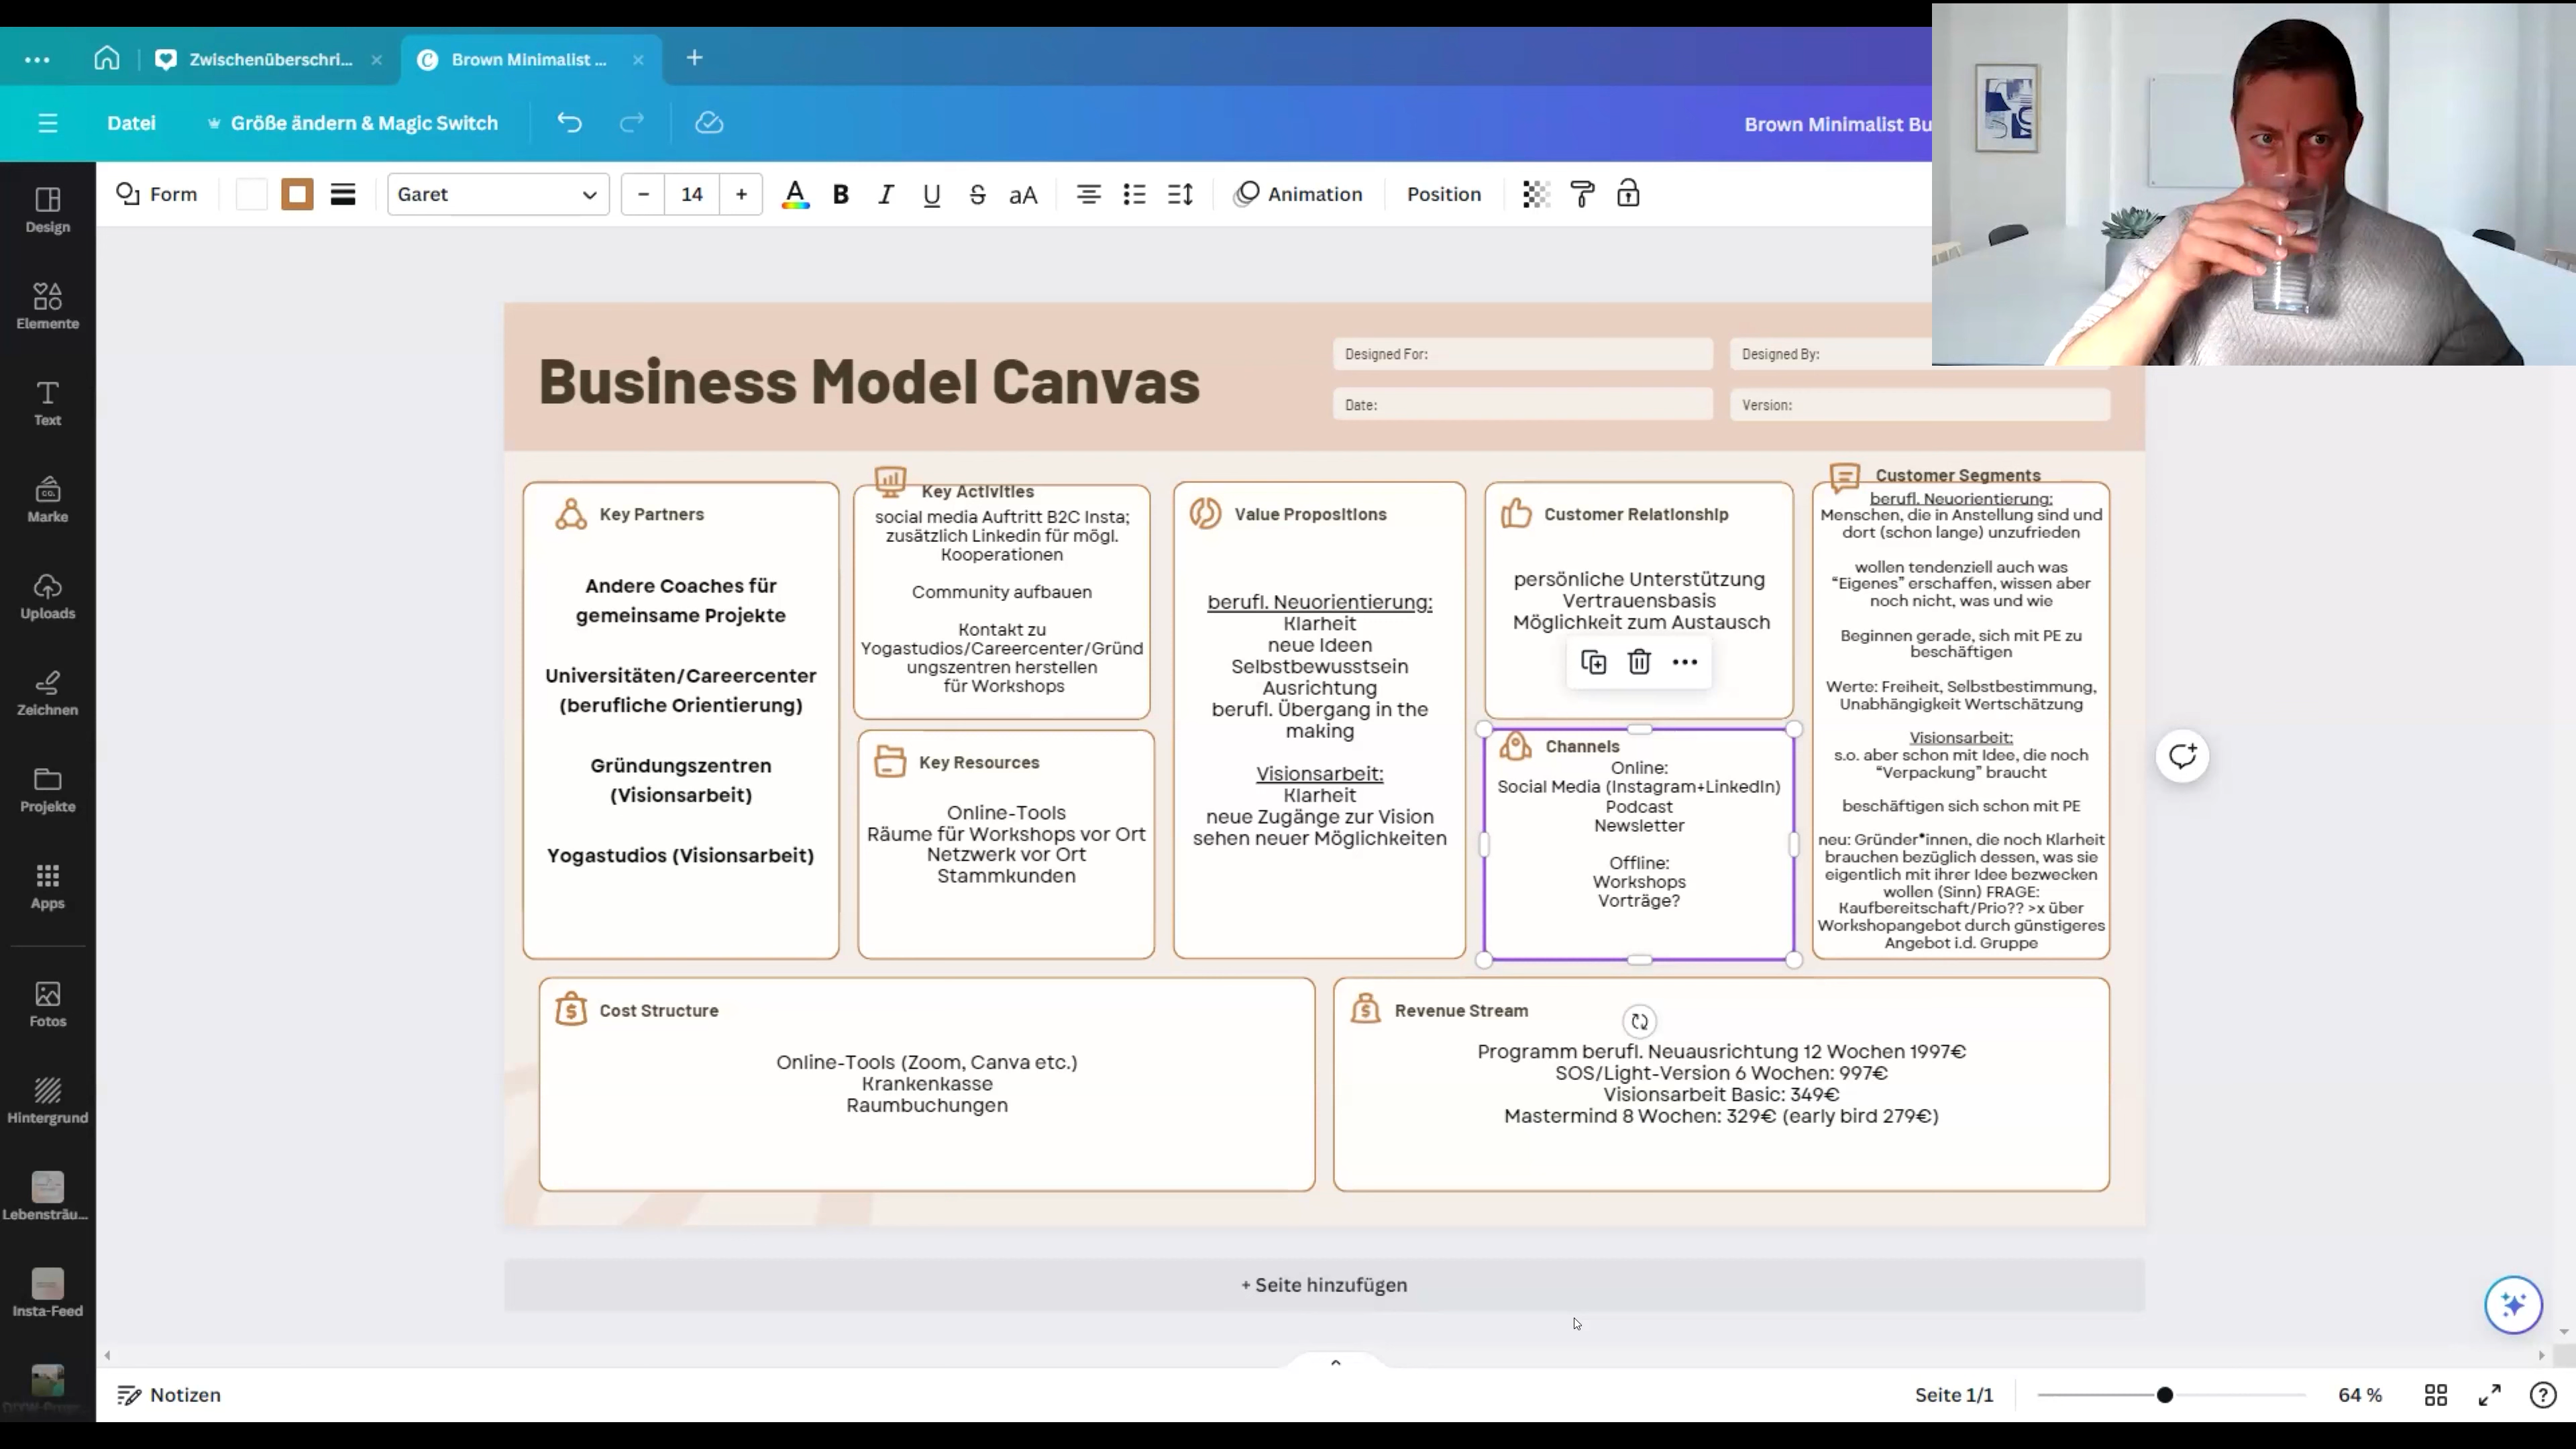 Zwischenüberschri...
Brown Minimalist ...
Datei
Größe ändern & Magic Switch
Brown Minimalist Bu
Form
Garet
14
B
I
U
S
aA
Animation
Position
Design
Elemente
Text
Marke
Uploads
Zeichnen
Projekte
Apps
Fotos
Hintergrund
Lebensträu...
Insta-Feed
Business Model Canvas
Designed For:
Designed By:
Date:
Version:
Key Partners
Andere Coaches für
gemeinsame Projekte
Universitäten/Careercenter
(berufliche Orientierung)
Gründungszentren
(Visionsarbeit)
Yogastudios (Visionsarbeit)
Key Activities
social media Auftritt B2C Insta;
zusätzlich Linkedin für mögl.
Kooperationen
Community aufbauen
Kontakt zu
Yogastudios/Careercenter/Gründ
ungszentren herstellen
für Workshops
Key Resources
Online-Tools
Räume für Workshops vor Ort
Netzwerk vor Ort
Stammkunden
Value Propositions
berufl. Neuorientierung:
Klarheit
neue Ideen
Selbstbewusstsein
Ausrichtung
berufl. Übergang in the
making
Visionsarbeit:
Klarheit
neue Zugänge zur Vision
sehen neuer Möglichkeiten
Customer Relationship
persönliche Unterstützung
Vertrauensbasis
Möglichkeit zum Austausch
Channels
Online:
Social Media (Instagram+LinkedIn)
Podcast
Newsletter
Offline:
Workshops
Vorträge?
Customer Segments
berufl. Neuorientierung:
Menschen, die in Anstellung sind und
dort (schon lange) unzufrieden
wollen tendenziell auch was
“Eigenes” erschaffen, wissen aber
noch nicht, was und wie
Beginnen gerade, sich mit PE zu
beschäftigen
Werte: Freiheit, Selbstbestimmung,
Unabhängigkeit Wertschätzung
Visionsarbeit:
s.o. aber schon mit Idee, die noch
“Verpackung” braucht
beschäftigen sich schon mit PE
neu: Gründer*innen, die noch Klarheit
brauchen bezüglich dessen, was sie
eigentlich mit ihrer Idee bezwecken
wollen (Sinn) FRAGE:
Kaufbereitschaft/Prio?? >x über
Workshopangebot durch günstigeres
Angebot i.d. Gruppe
Cost Structure
Online-Tools (Zoom, Canva etc.)
Krankenkasse
Raumbuchungen
Revenue Stream
Programm berufl. Neuausrichtung 12 Wochen 1997€
SOS/Light-Version 6 Wochen: 997€
Visionsarbeit Basic: 349€
Mastermind 8 Wochen: 329€ (early bird 279€)
+ Seite hinzufügen
Notizen
Seite 1/1
64 %